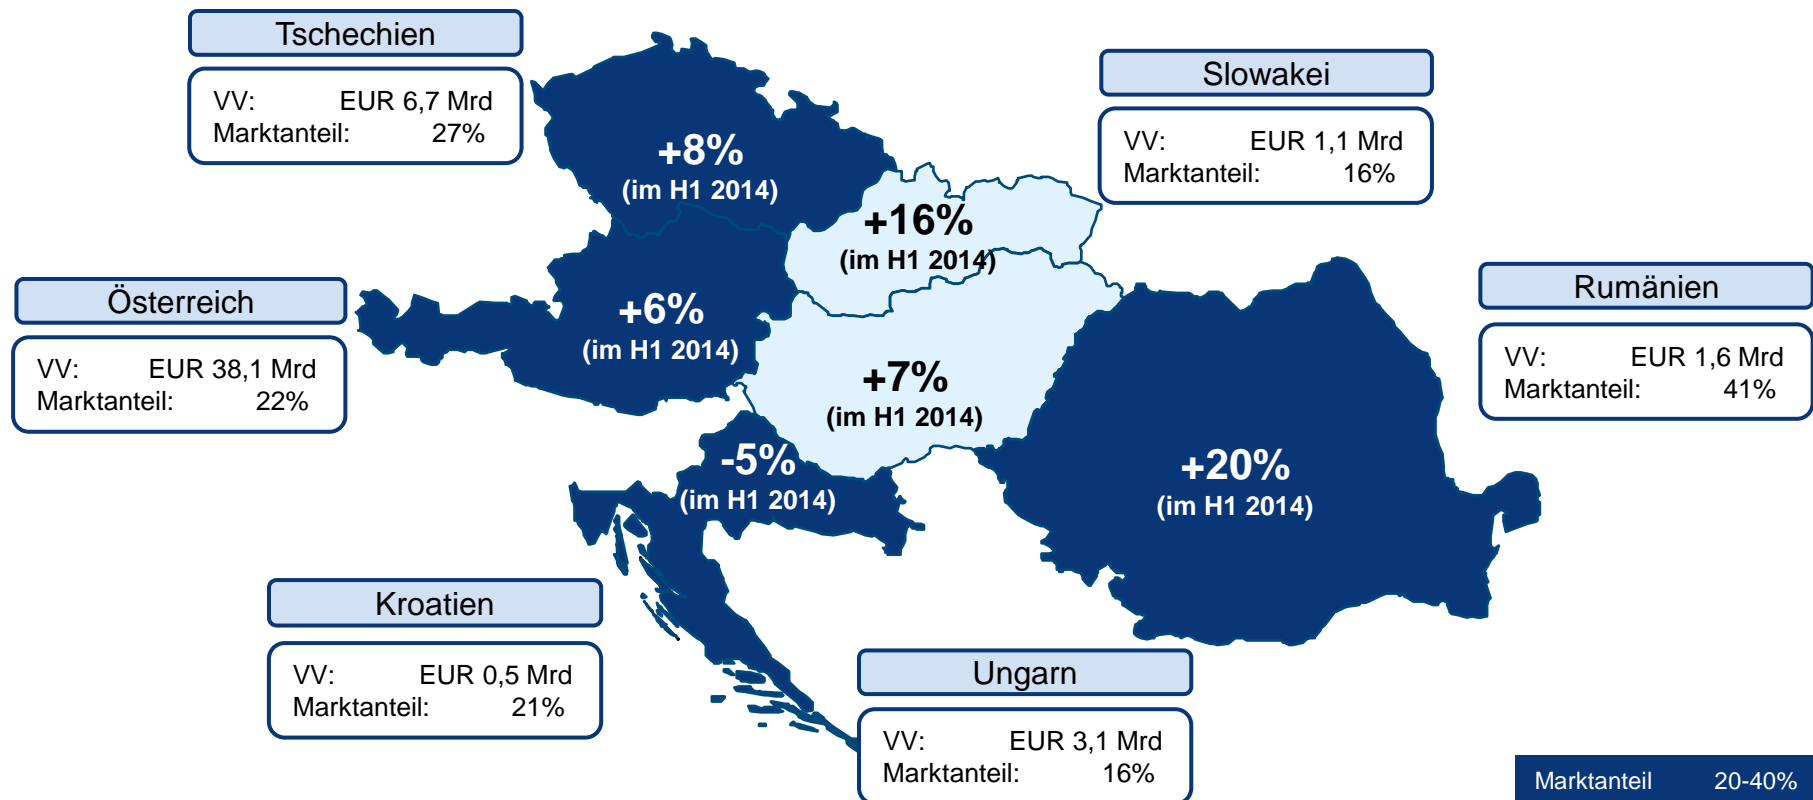 Tschechien
VV: EUR 6,7 Mrd
Marktanteil: 27%
Slowakei
VV: EUR 1,1 Mrd
Marktanteil: 16%
+8%
(im H1 2014)
+16%
(im H1 2014)
Österreich
VV: EUR 38,1 Mrd
Marktanteil: 22%
+6%
(im H1 2014)
Rumänien
VV: EUR 1,6 Mrd
Marktanteil: 41%
+7%
(im H1 2014)
-5%
(im H1 2014)
+20%
(im H1 2014)
Kroatien
VV: EUR 0,5 Mrd
Marktanteil: 21%
Ungarn
VV: EUR 3,1 Mrd
Marktanteil: 16%
Marktanteil 20-40%